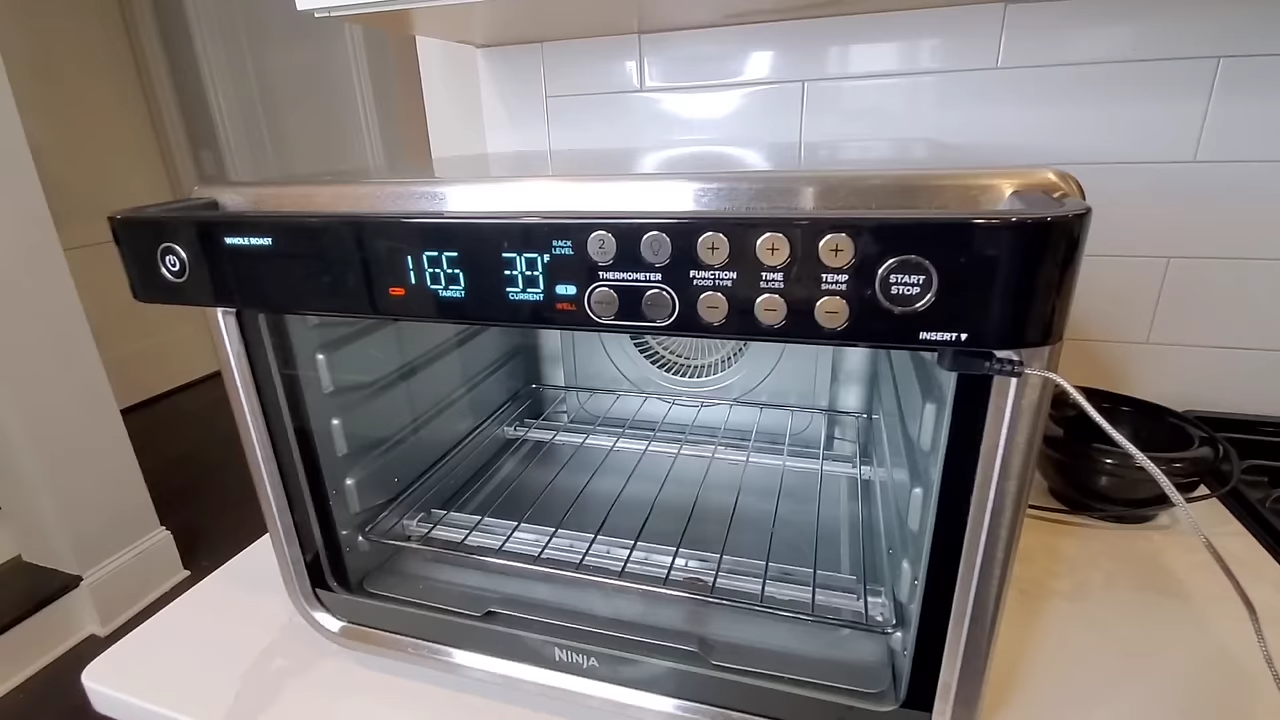 WHOLE ROAST
165
TARGET
39 F
CURRENT
RACK
LEVEL
1
WELL
2
THERMOMETER
FUNCTION
FOOD TYPE
TIME
SLICES
TEMP
SHADE
+ + +
− − −
START
STOP
INSERT ▼
NINJA